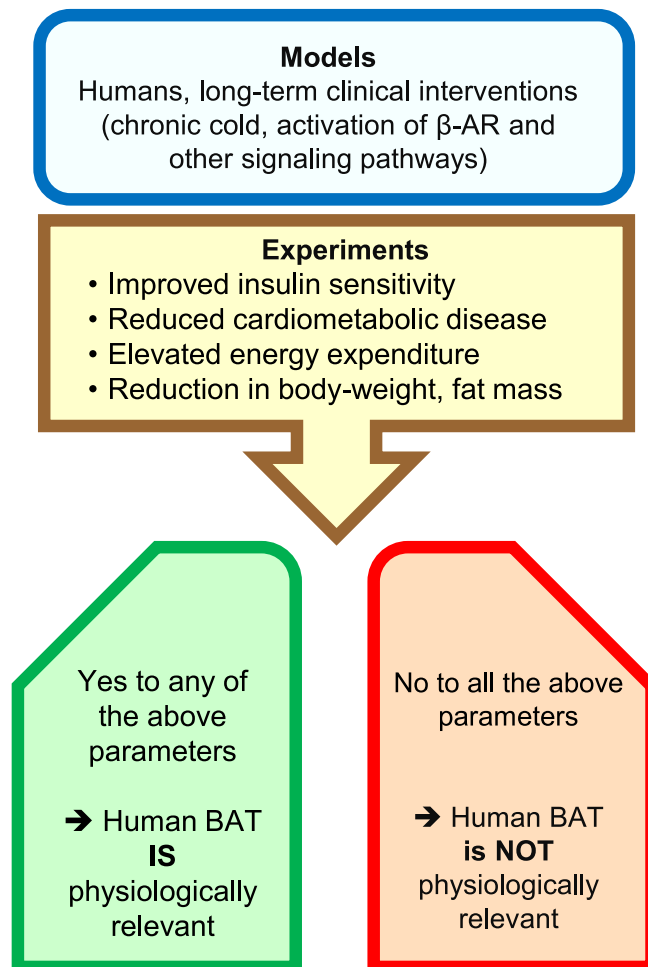 Models
Humans, long-term clinical interventions
(chronic cold, activation of β-AR and
other signaling pathways)
Experiments
• Improved insulin sensitivity
• Reduced cardiometabolic disease
• Elevated energy expenditure
• Reduction in body-weight, fat mass
Yes to any of
the above
parameters
➔ Human BAT
IS
physiologically
relevant
No to all the above
parameters
➔ Human BAT
is NOT
physiologically
relevant